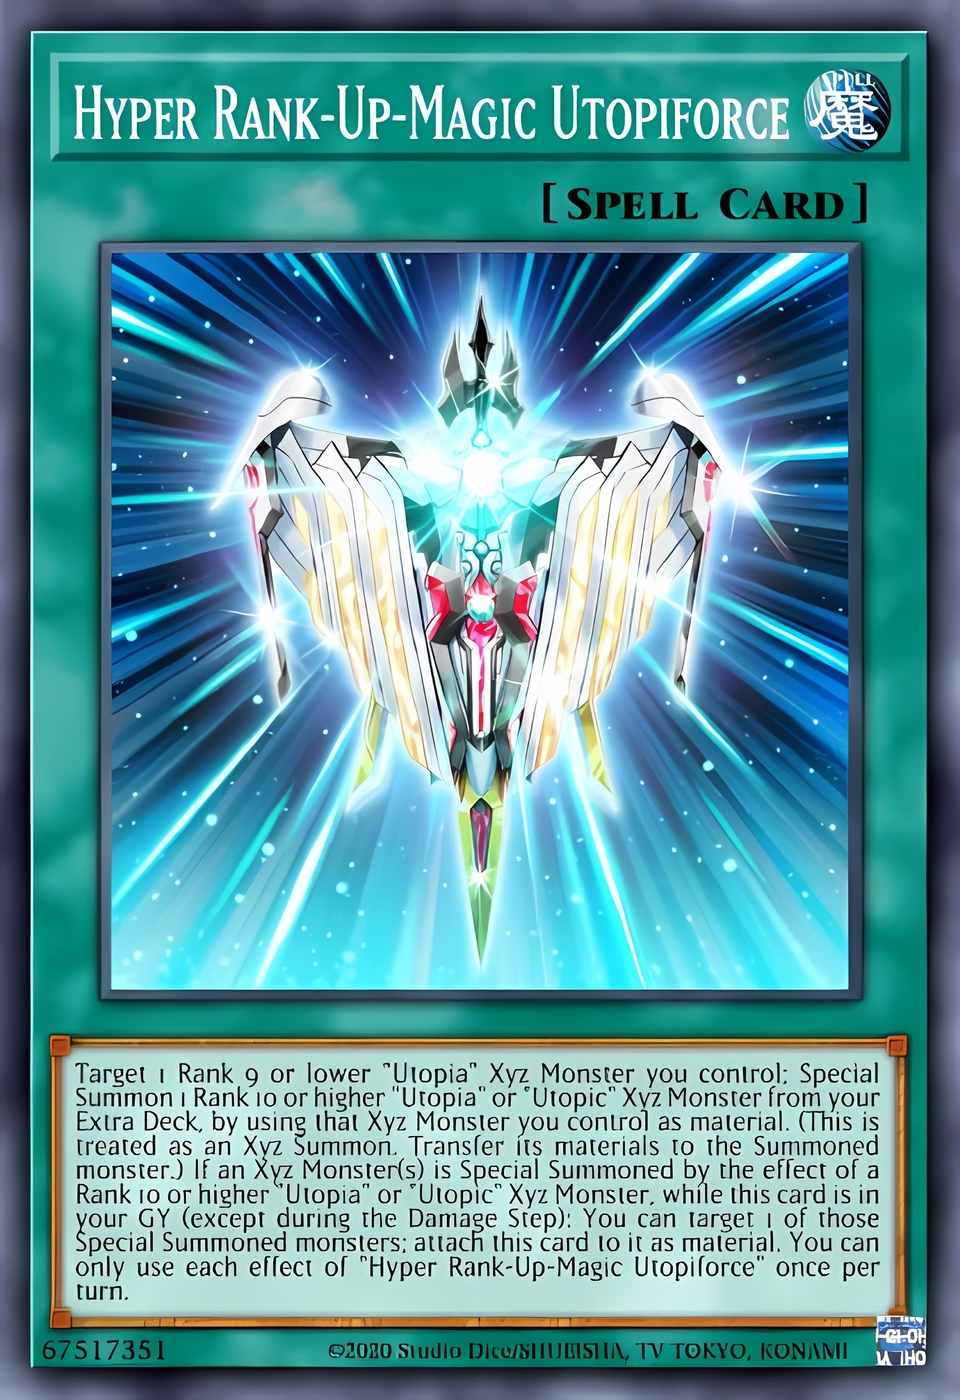 Hyper Rank-Up-Magic Utopiforce
魔
[Spell Card]
Target 1 Rank 9 or lower "Utopia" Xyz Monster you control; Special
Summon 1 Rank 10 or higher "Utopia" or "Utopic" Xyz Monster from your
Extra Deck, by using that Xyz Monster you control as material. (This is
treated as an Xyz Summon. Transfer its materials to the Summoned
monster.) If an Xyz Monster(s) is Special Summoned by the effect of a
Rank 10 or higher "Utopia" or "Utopic" Xyz Monster, while this card is in
your GY (except during the Damage Step): You can target 1 of those
Special Summoned monsters; attach this card to it as material. You can
only use each effect of "Hyper Rank-Up-Magic Utopiforce" once per
turn.
67517351
©2020 Studio Dice/SHUEISHA, TV TOKYO, KONAMI